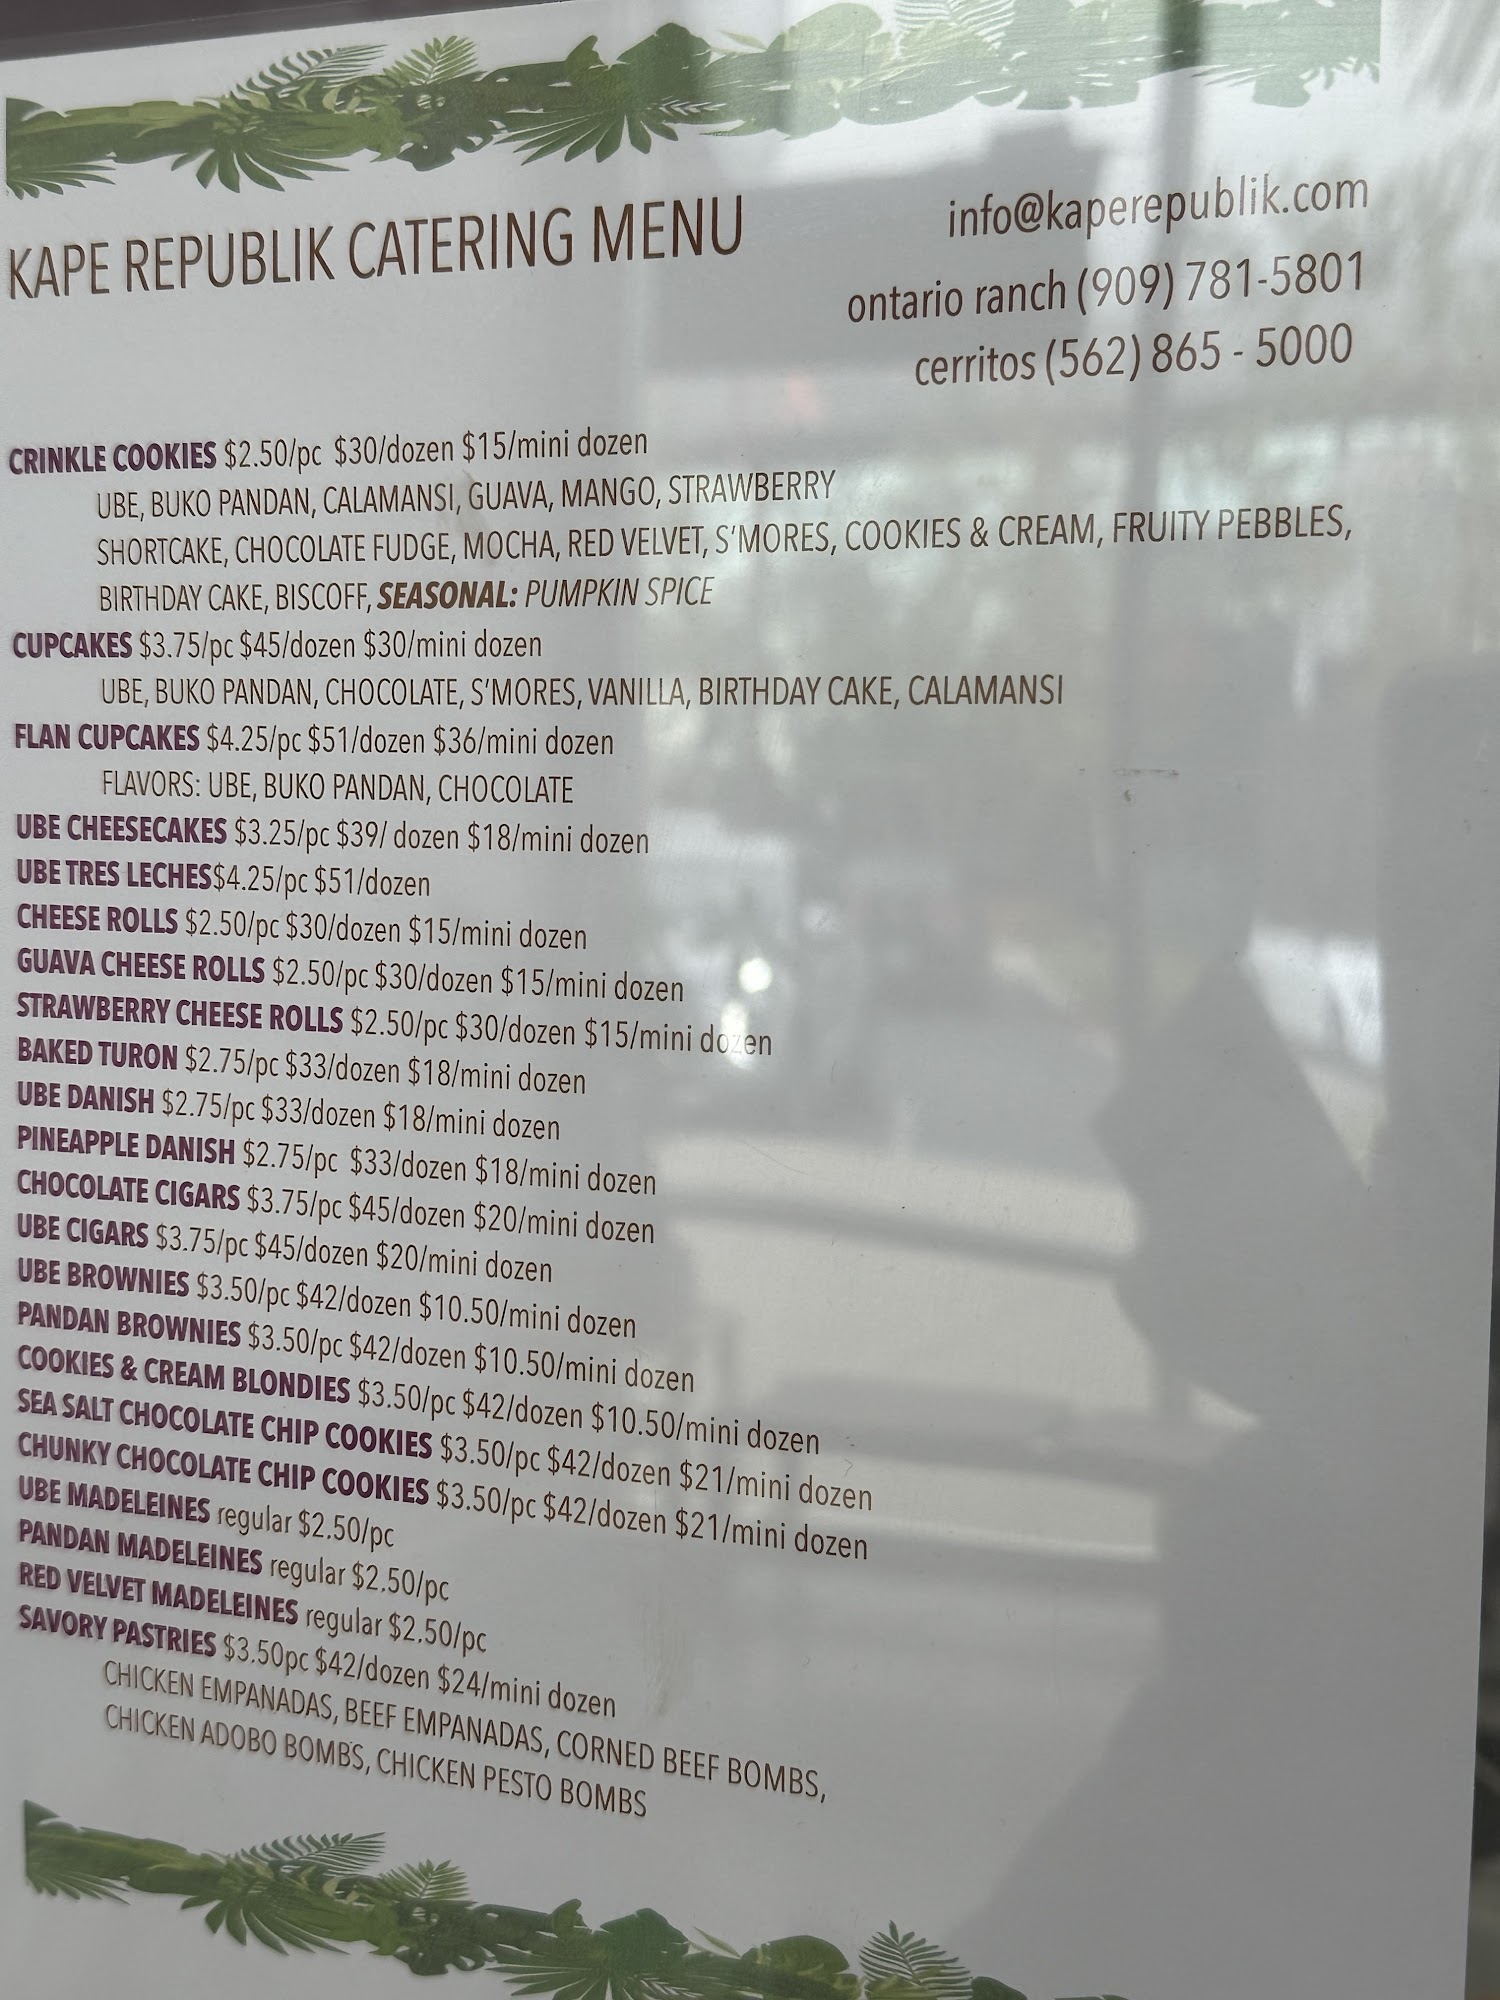 KAPE REPUBLIK CATERING MENU
info@kaperepublik.com
ontario ranch (909) 781-5801
cerritos (562) 865 - 5000
CRINKLE COOKIES $2.50/pc $30/dozen $15/mini dozen
UBE, BUKO PANDAN, CALAMANSI, GUAVA, MANGO, STRAWBERRY
SHORTCAKE, CHOCOLATE FUDGE, MOCHA, RED VELVET, S'MORES, COOKIES & CREAM, FRUITY PEBBLES,
BIRTHDAY CAKE, BISCOFF, SEASONAL: PUMPKIN SPICE
CUPCAKES $3.75/pc $45/dozen $30/mini dozen
UBE, BUKO PANDAN, CHOCOLATE, S'MORES, VANILLA, BIRTHDAY CAKE, CALAMANSI
FLAN CUPCAKES $4.25/pc $51/dozen $36/mini dozen
FLAVORS: UBE, BUKO PANDAN, CHOCOLATE
UBE CHEESECAKES $3.25/pc $39/ dozen $18/mini dozen
UBE TRES LECHES$4.25/pc $51/dozen
CHEESE ROLLS $2.50/pc $30/dozen $15/mini dozen
GUAVA CHEESE ROLLS $2.50/pc $30/dozen $15/mini dozen
STRAWBERRY CHEESE ROLLS $2.50/pc $30/dozen $15/mini dozen
BAKED TURON $2.75/pc $33/dozen $18/mini dozen
UBE DANISH $2.75/pc $33/dozen $18/mini dozen
PINEAPPLE DANISH $2.75/pc $33/dozen $18/mini dozen
CHOCOLATE CIGARS $3.75/pc $45/dozen $20/mini dozen
UBE CIGARS $3.75/pc $45/dozen $20/mini dozen
UBE BROWNIES $3.50/pc $42/dozen $10.50/mini dozen
PANDAN BROWNIES $3.50/pc $42/dozen $10.50/mini dozen
COOKIES & CREAM BLONDIES $3.50/pc $42/dozen $10.50/mini dozen
SEA SALT CHOCOLATE CHIP COOKIES $3.50/pc $42/dozen $21/mini dozen
CHUNKY CHOCOLATE CHIP COOKIES $3.50/pc $42/dozen $21/mini dozen
UBE MADELEINES regular $2.50/pc
PANDAN MADELEINES regular $2.50/pc
RED VELVET MADELEINES regular $2.50/pc
SAVORY PASTRIES $3.50pc $42/dozen $24/mini dozen
CHICKEN EMPANADAS, BEEF EMPANADAS, CORNED BEEF BOMBS,
CHICKEN ADOBO BOMBS, CHICKEN PESTO BOMBS